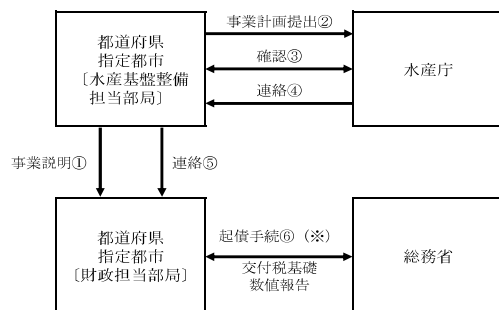 都道府県
指定都市
〔水産基盤整備
担当部局〕
事業計画提出②
確認③
連絡④
水産庁
事業説明①
連絡⑤
都道府県
指定都市
〔財政担当部局〕
起債手続⑥（※）
交付税基礎
数値報告
総務省